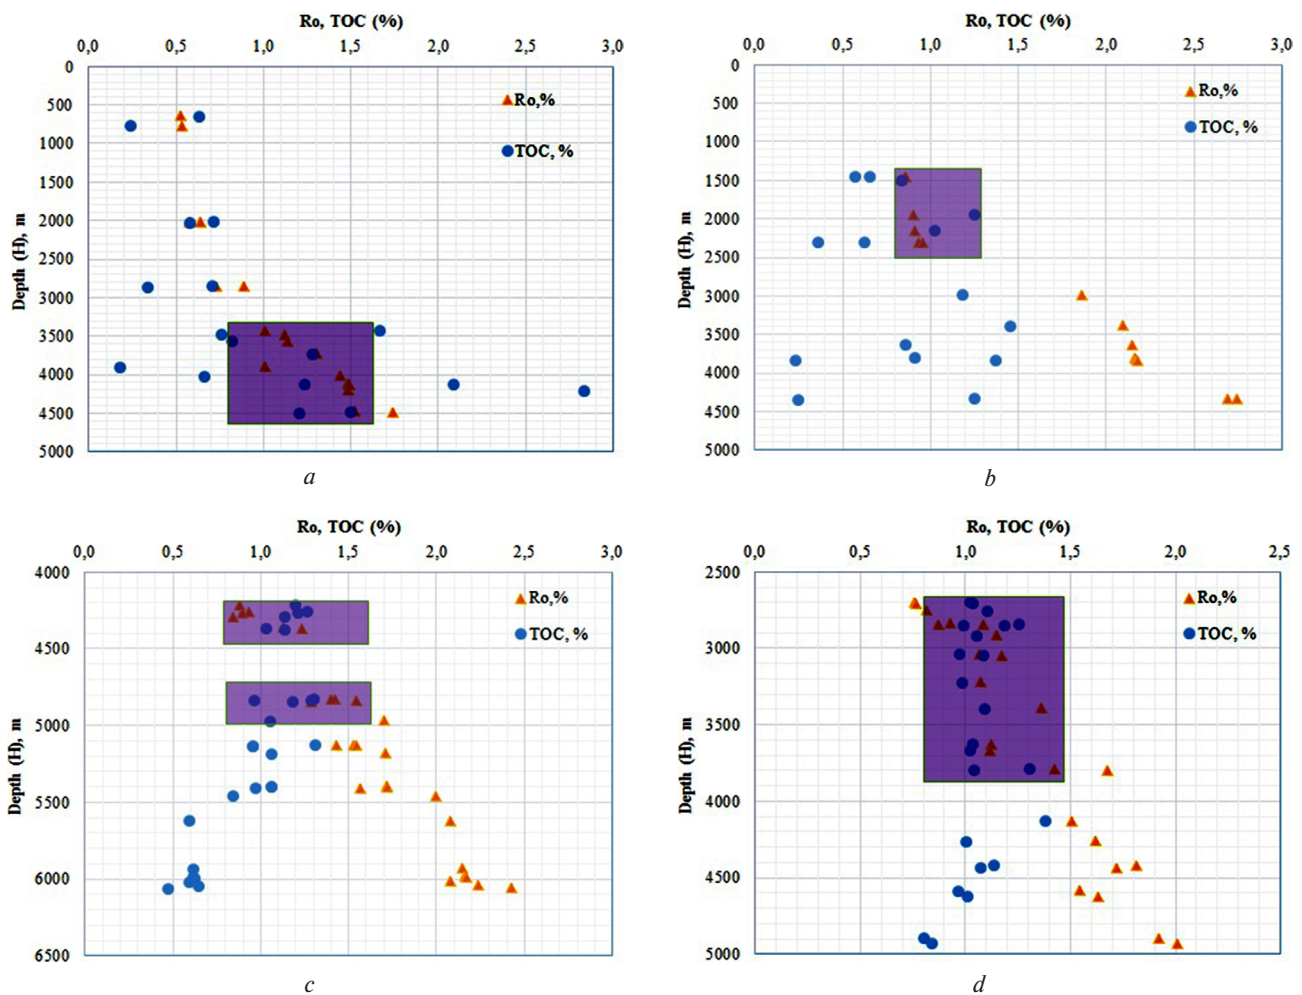 Ro, TOC (%)
0,0 0,5 1,0 1,5 2,0 2,5 3,0
0
500
1000
1500
2000
2500
3000
3500
4000
4500
5000
Depth (H), m
Ro,%
TOC, %
a
Ro, TOC (%)
0,0 0,5 1,0 1,5 2,0 2,5 3,0
0
500
1000
1500
2000
2500
3000
3500
4000
4500
5000
Depth (H), m
Ro,%
TOC, %
b
Ro, TOC (%)
0,0 0,5 1,0 1,5 2,0 2,5 3,0
4000
4500
5000
5500
6000
6500
Depth (H), m
Ro,%
TOC, %
c
Ro, TOC (%)
0,0 0,5 1,0 1,5 2,0 2,5
2500
3000
3500
4000
4500
5000
Depth (H), m
Ro,%
TOC, %
d